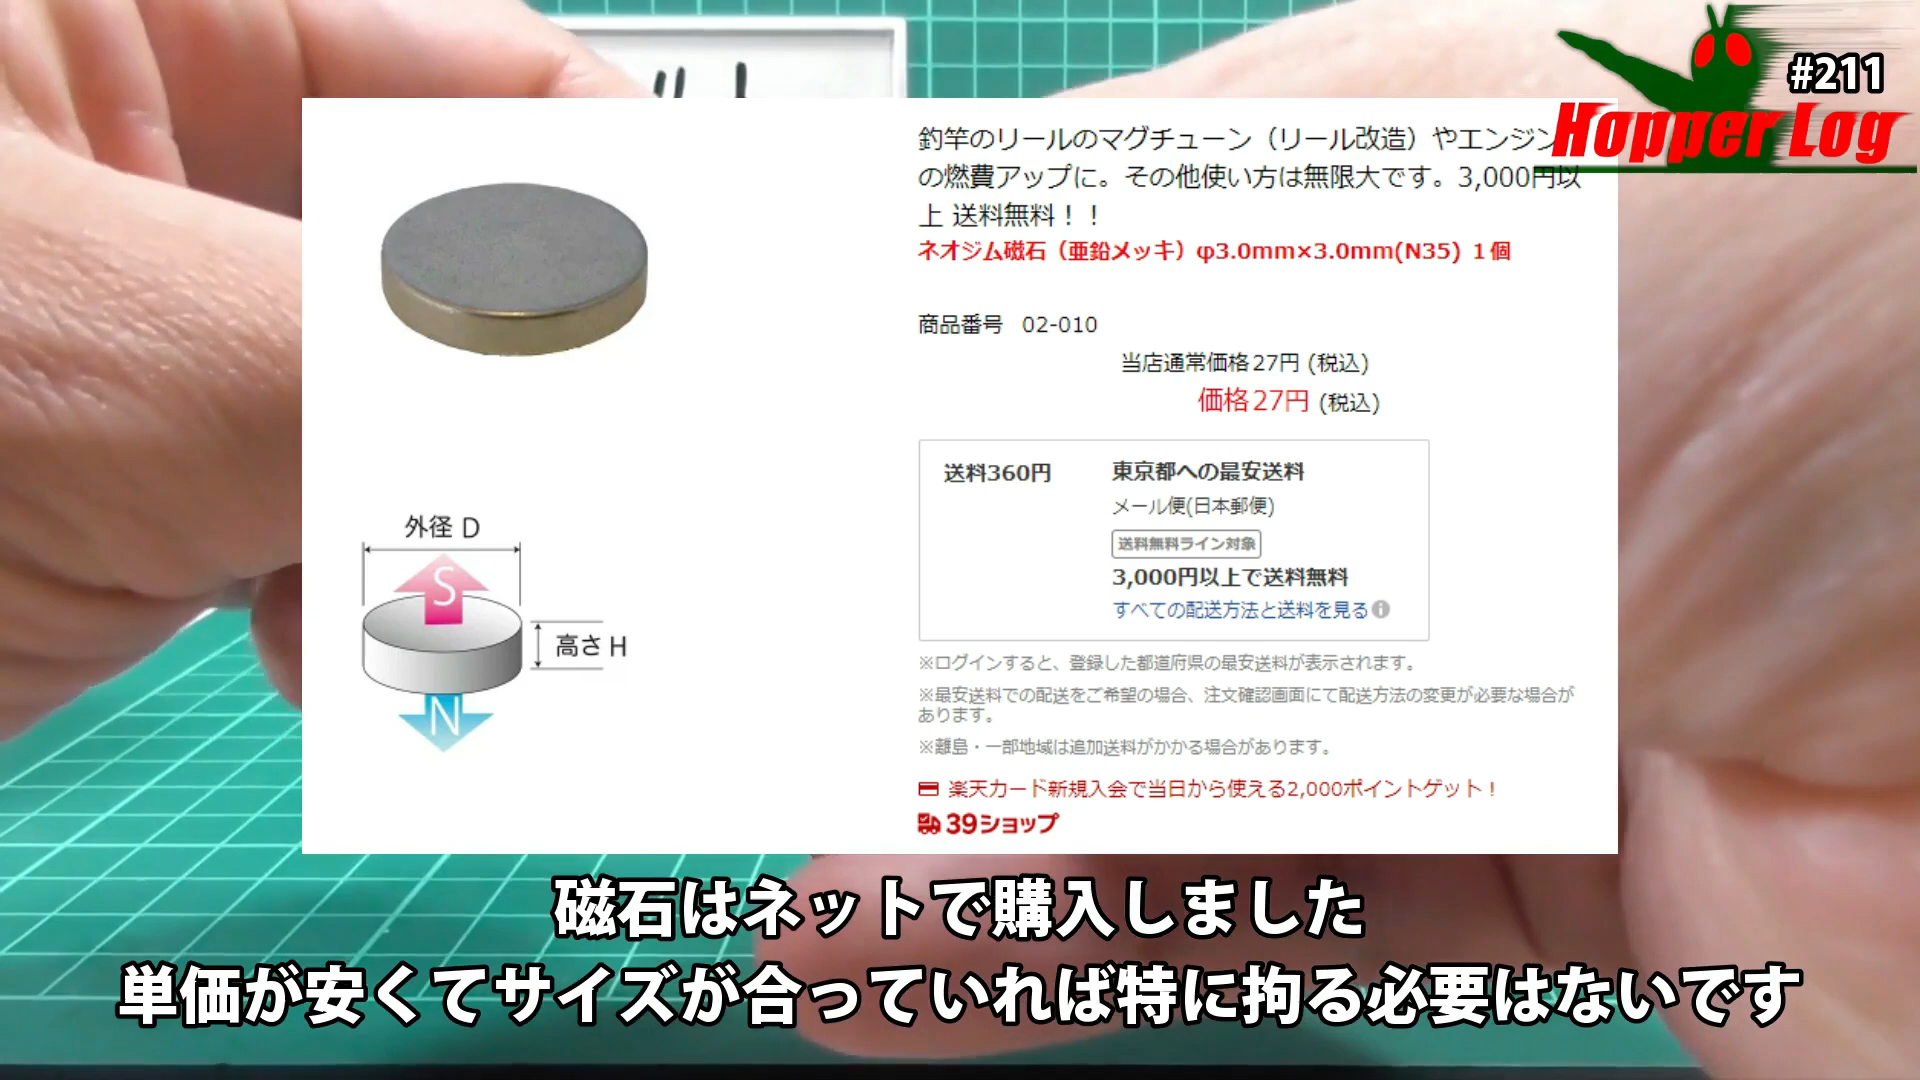 #211
Hopper Log
釣竿のリールのマグチューン（リール改造）やエンジン
の燃費アップに。その他使い方は無限大です。3,000円以
上 送料無料！！
ネオジム磁石（亜鉛メッキ）φ3.0mm×3.0mm(N35) １個
商品番号 02-010
当店通常価格27円 (税込)
価格27円 (税込)
送料360円
東京都への最安送料
メール便(日本郵便)
送料無料ライン対象
3,000円以上で送料無料
すべての配送方法と送料を見る
※ログインすると、登録した都道府県の最安送料が表示されます。
※最安送料での配送をご希望の場合、注文確認画面にて配送方法の変更が必要な場合が
あります。
※離島・一部地域は追加送料がかかる場合があります。
楽天カード新規入会で当日から使える2,000ポイントゲット！
39ショップ
外径 D
S
高さ H
N
磁石はネットで購入しました
単価が安くてサイズが合っていれば特に拘る必要はないです